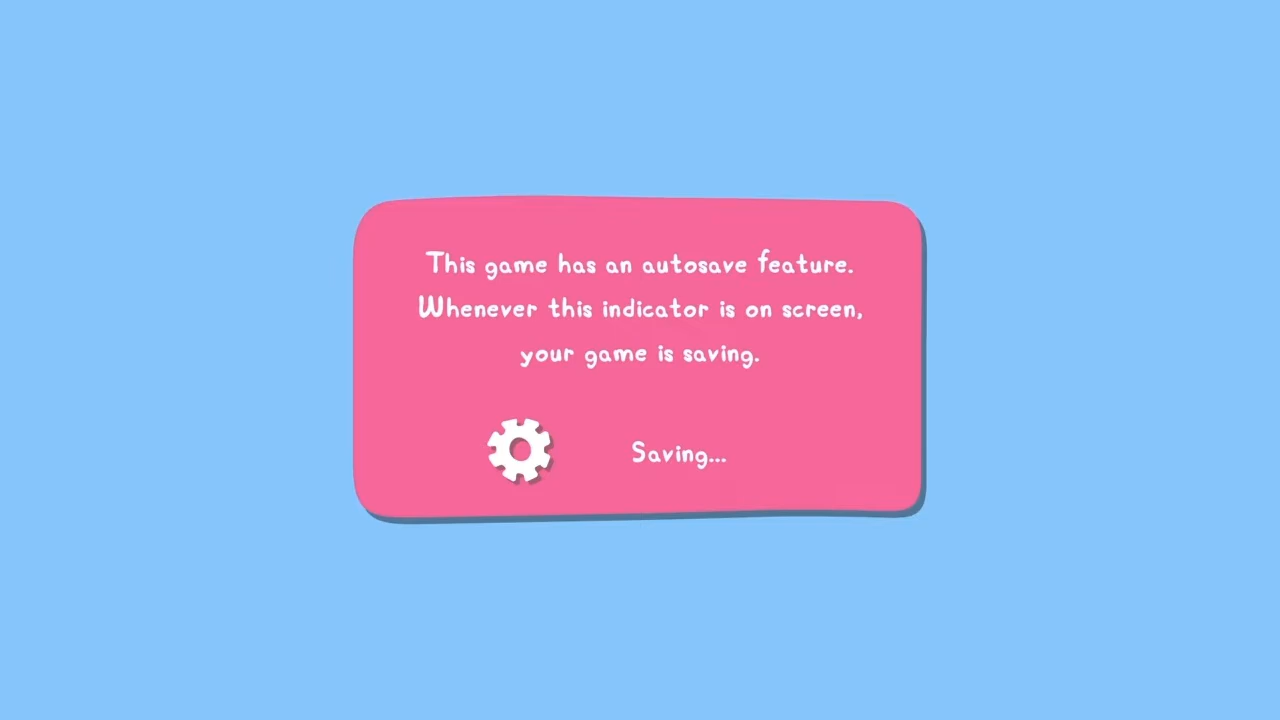 This game has an autosave feature.
Whenever this indicator is on screen,
your game is saving.
Saving...